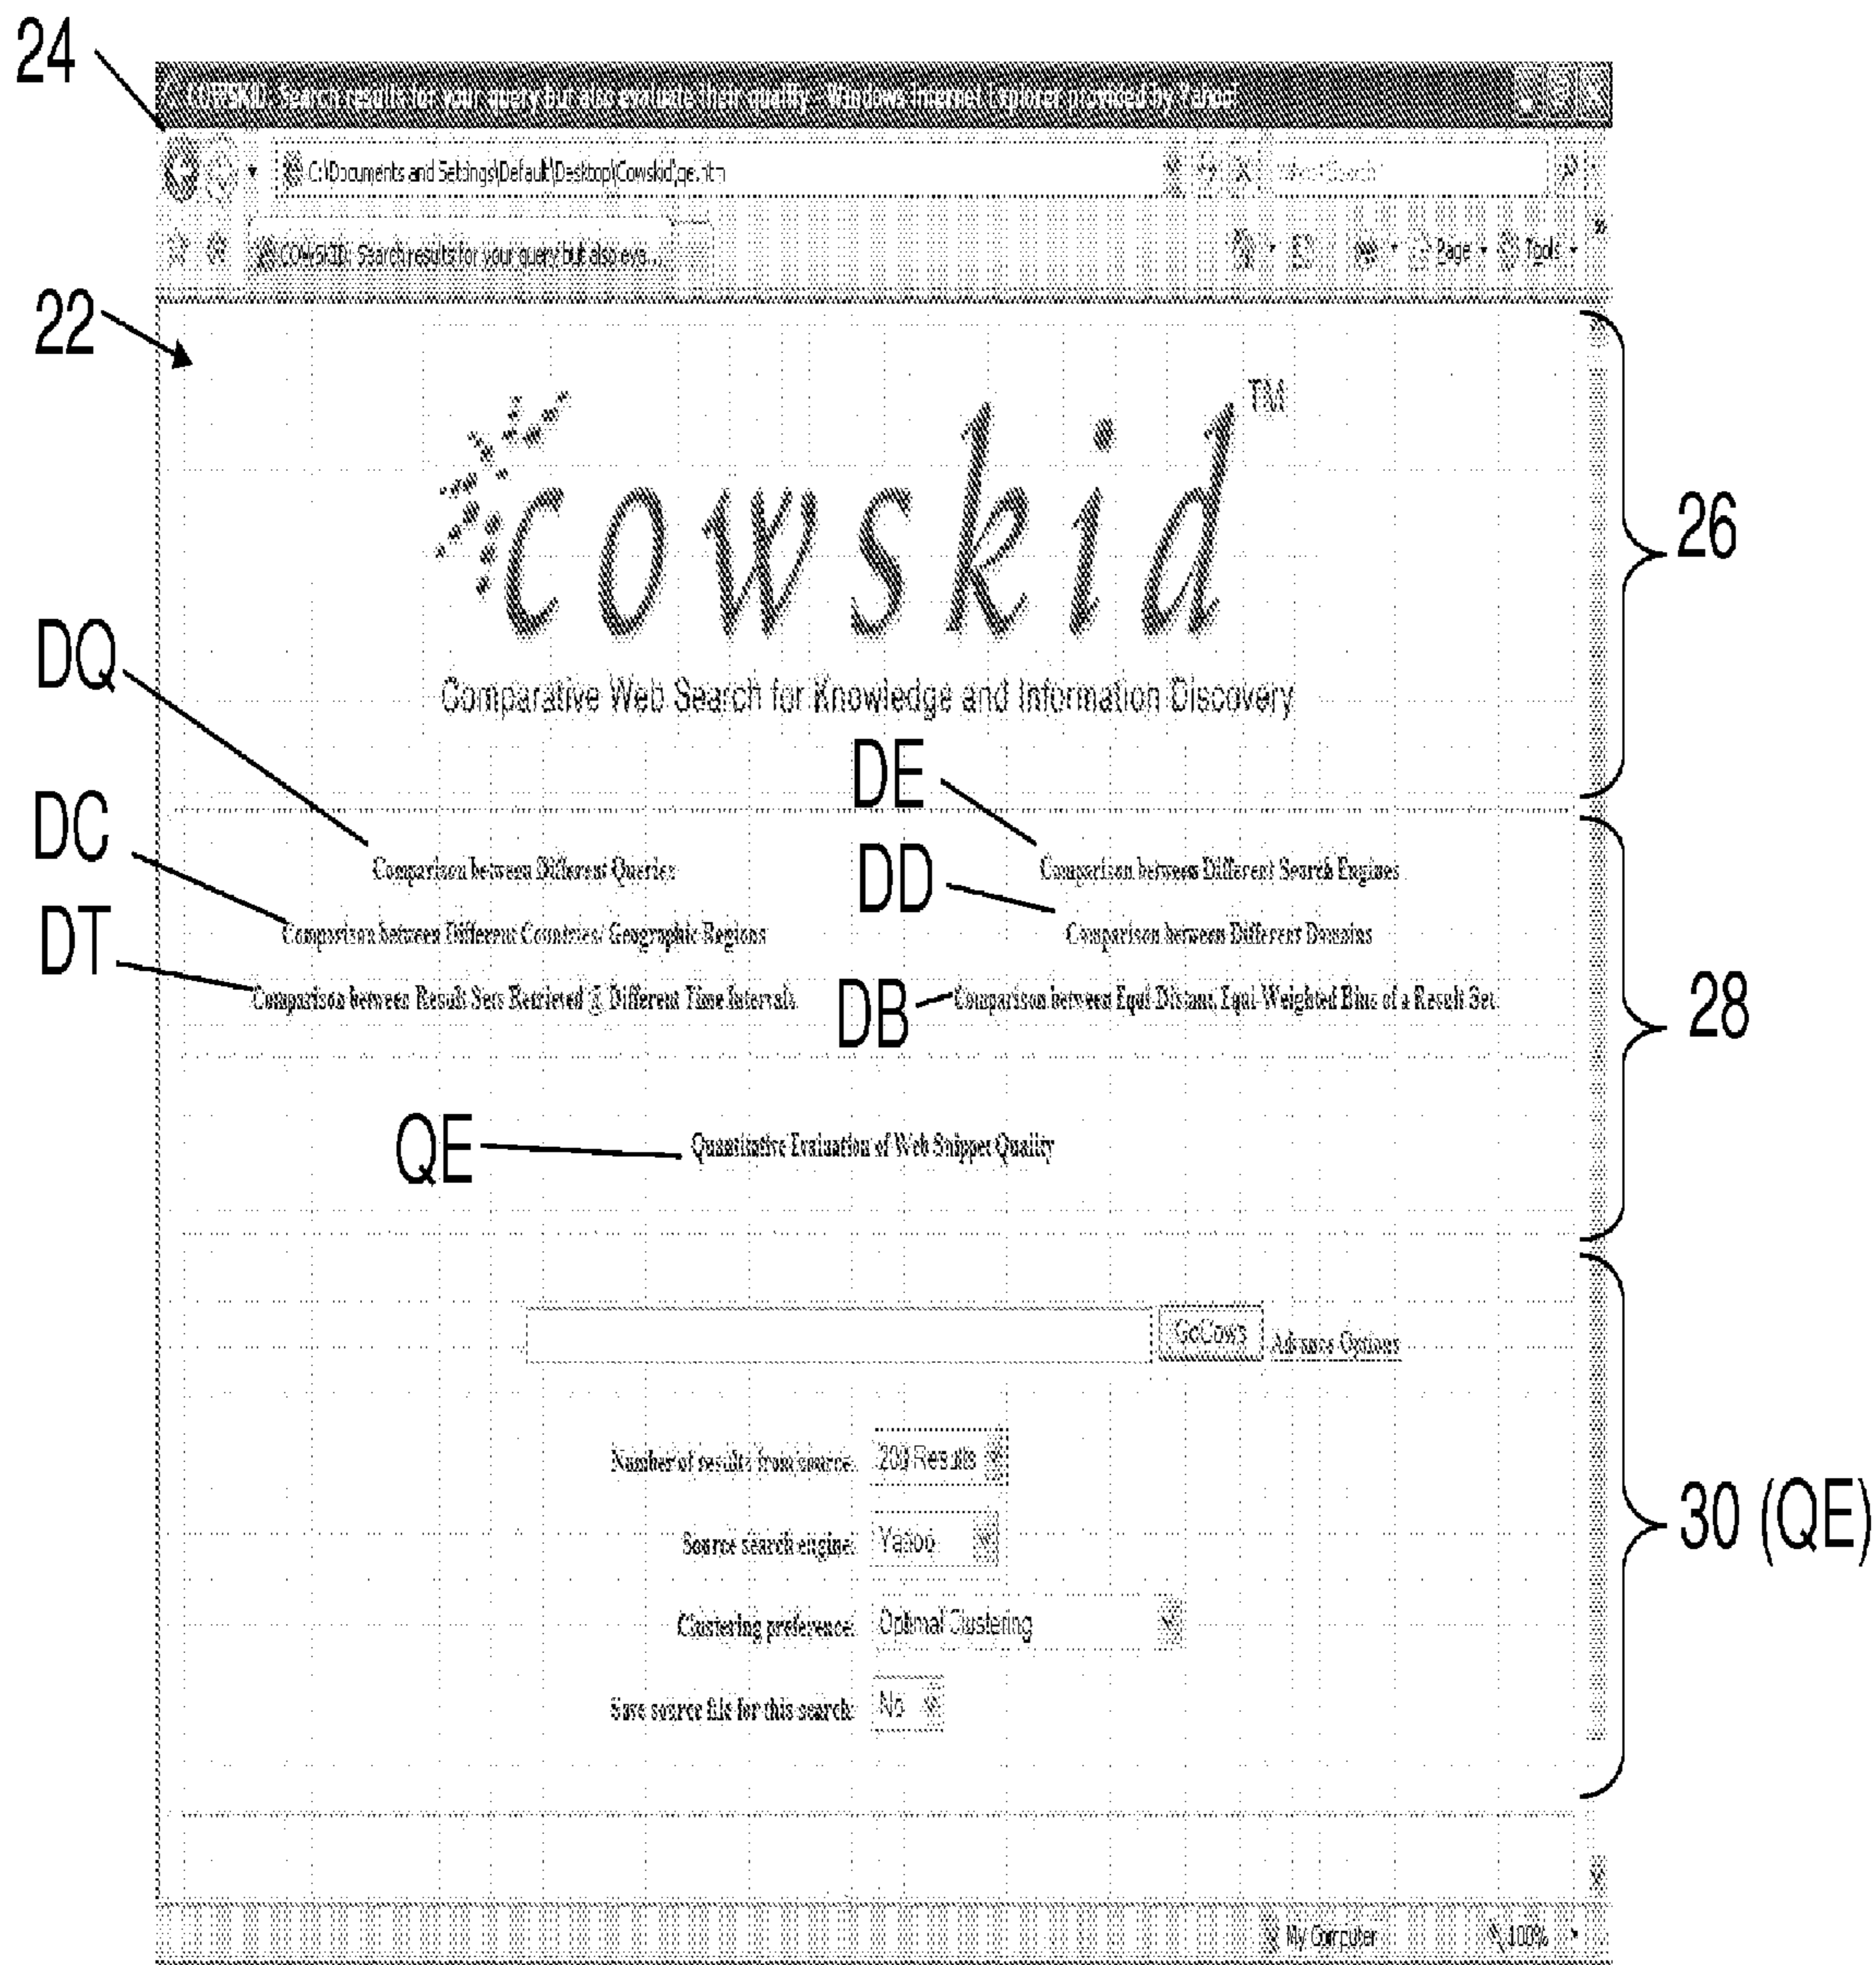 24
COWSKID: Search results for your query but also evaluate their quality - Windows Internet Explorer provided by Yahoo!
C:\Documents and Settings\Default\Desktop\Cowskid\qe.htm
COWSKID: Search results for your query but also eva...
Page
Tools
22
cowskid TM
26
Comparative Web Search for Knowledge and Information Discovery
DQ
DE
Comparison between Different Queries
Comparison between Different Search Engines
DC
DD
Comparison between Different Countries/ Geographic Regions
Comparison between Different Domains
DT
Comparison between Result Sets Retrieved @ Different Time Intervals
DB
Comparison between Equi-Distant, Equi-Weighted Bins of a Result Set
28
QE
Quantitative Evaluation of Web Snippet Quality
GoCows
Advance Options
Number of results from source:
200 Results
30 (QE)
Source search engine:
Yahoo
Clustering preference:
Optimal Clustering
Save source file for this search:
No
My Computer
100%